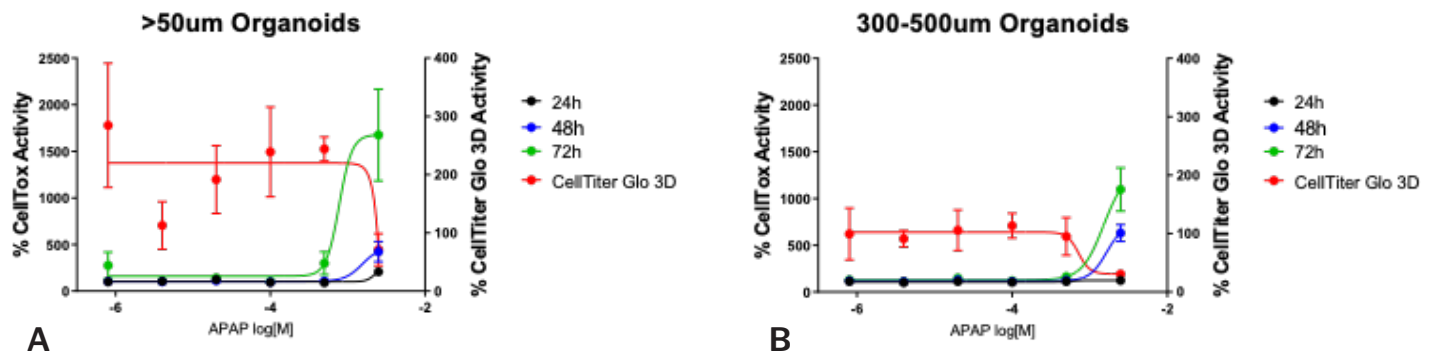 >50um Organoids
2500
2000
1500
1000
500
0
% CellTox Activity
400
300
200
100
0
% CellTiter Glo 3D Activity
-6
-4
-2
APAP log[M]
24h
48h
72h
CellTiter Glo 3D
A
300-500um Organoids
2500
2000
1500
1000
500
0
% CellTox Activity
400
300
200
100
0
% CellTiter Glo 3D Activity
-6
-4
-2
APAP log[M]
24h
48h
72h
CellTiter Glo 3D
B